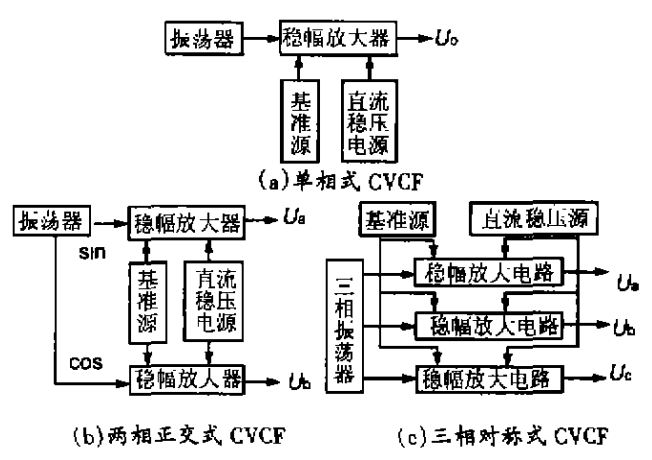 振荡器
稳幅放大器
Uo
基准源
直流稳压电源
(a)单相式 CVCF
振荡器
稳幅放大器
Ua
sin
基准源
直流稳压电源
cos
稳幅放大器
Ub
(b)两相正交式 CVCF
基准源
直流稳压源
三相振荡器
稳幅放大电路
Ua
稳幅放大电路
Ub
稳幅放大电路
Uc
(c)三相对称式 CVCF